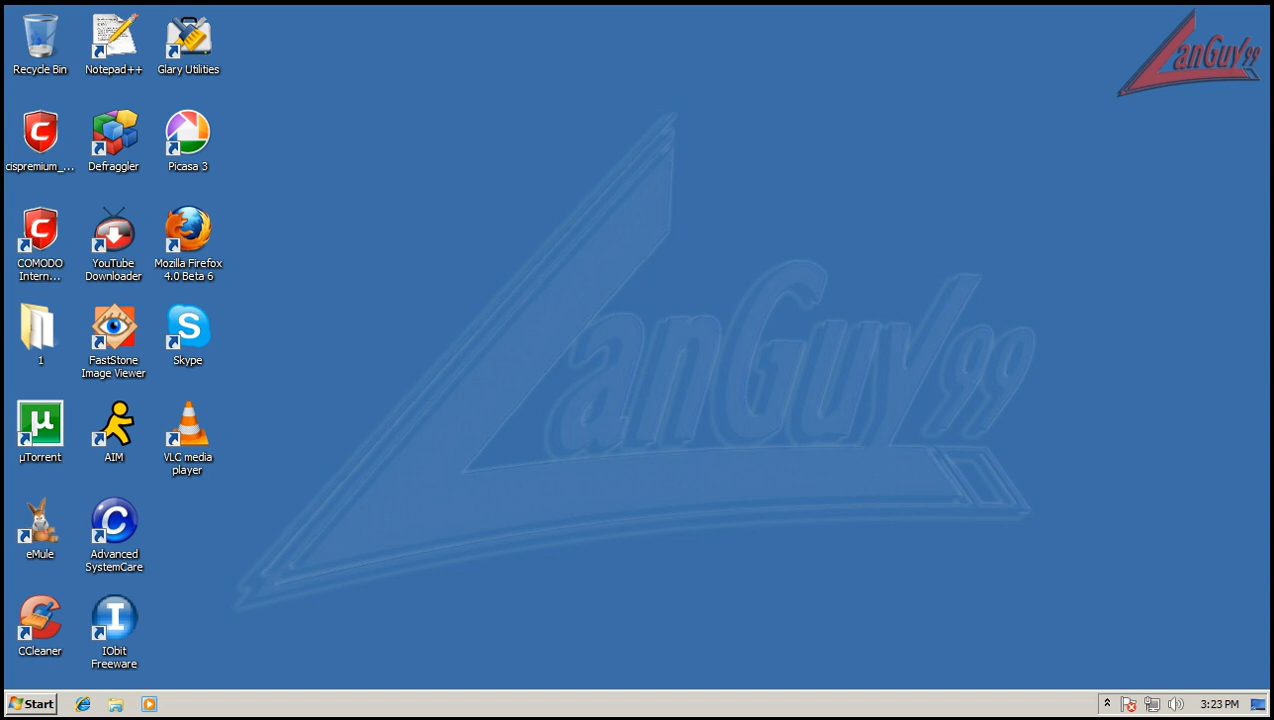 Recycle Bin
Notepad++
Glary Utilities
LanGuy99
cispremium_...
Defraggler
Picasa 3
COMODO
Intern...
YouTube
Downloader
Mozilla Firefox
4.0 Beta 6
1
FastStone
Image Viewer
Skype
µTorrent
AIM
VLC media
player
LanGuy99
eMule
Advanced
SystemCare
CCleaner
IObit
Freeware
Start
3:23 PM